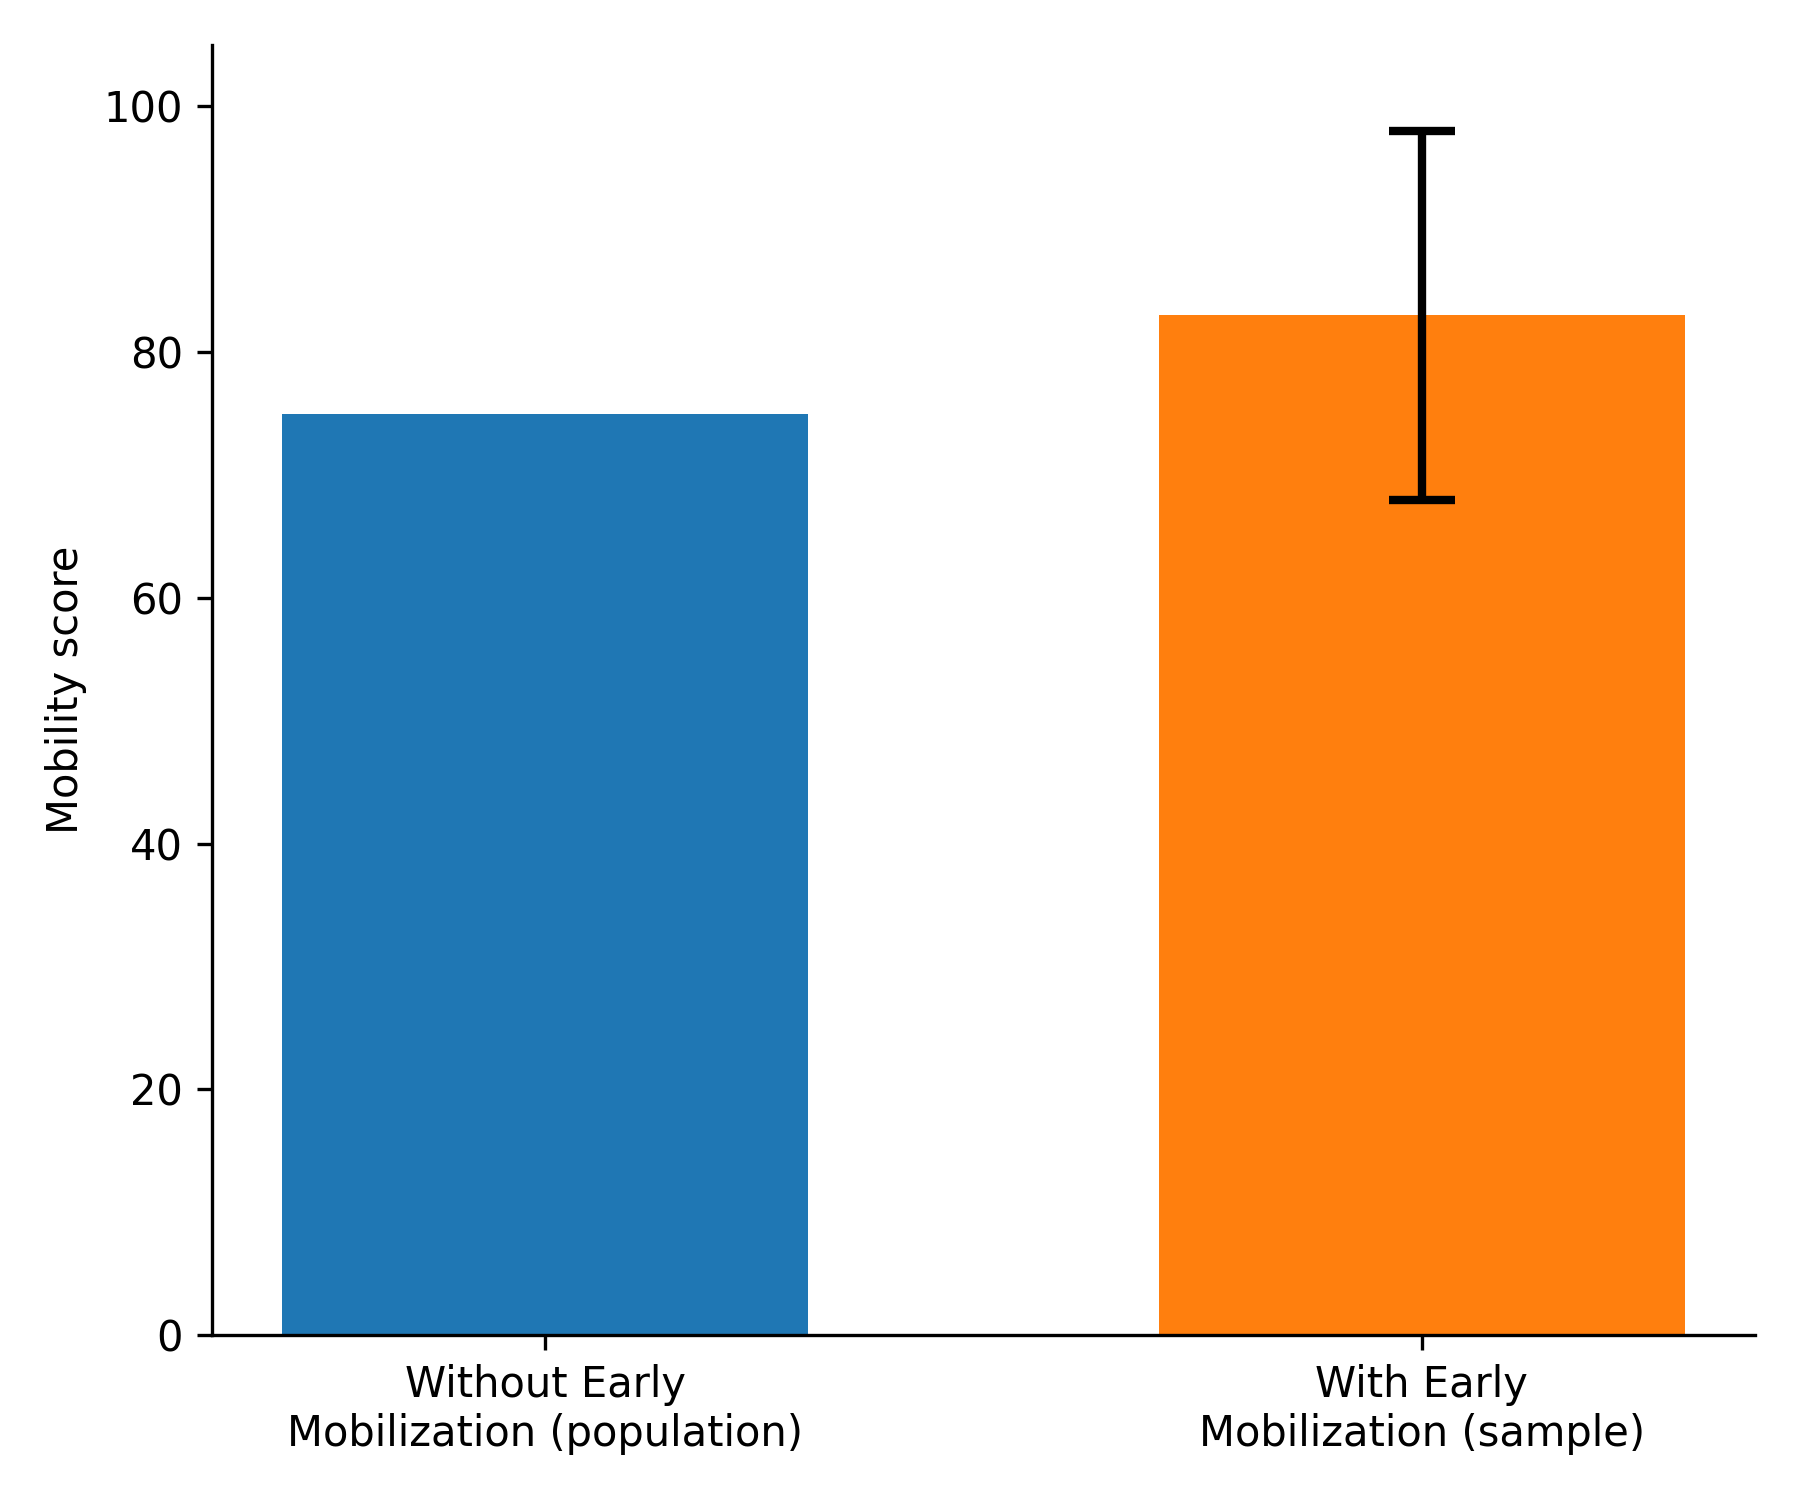 100
80
60
40
20
0
Mobility score
Without Early
Mobilization (population)
With Early
Mobilization (sample)